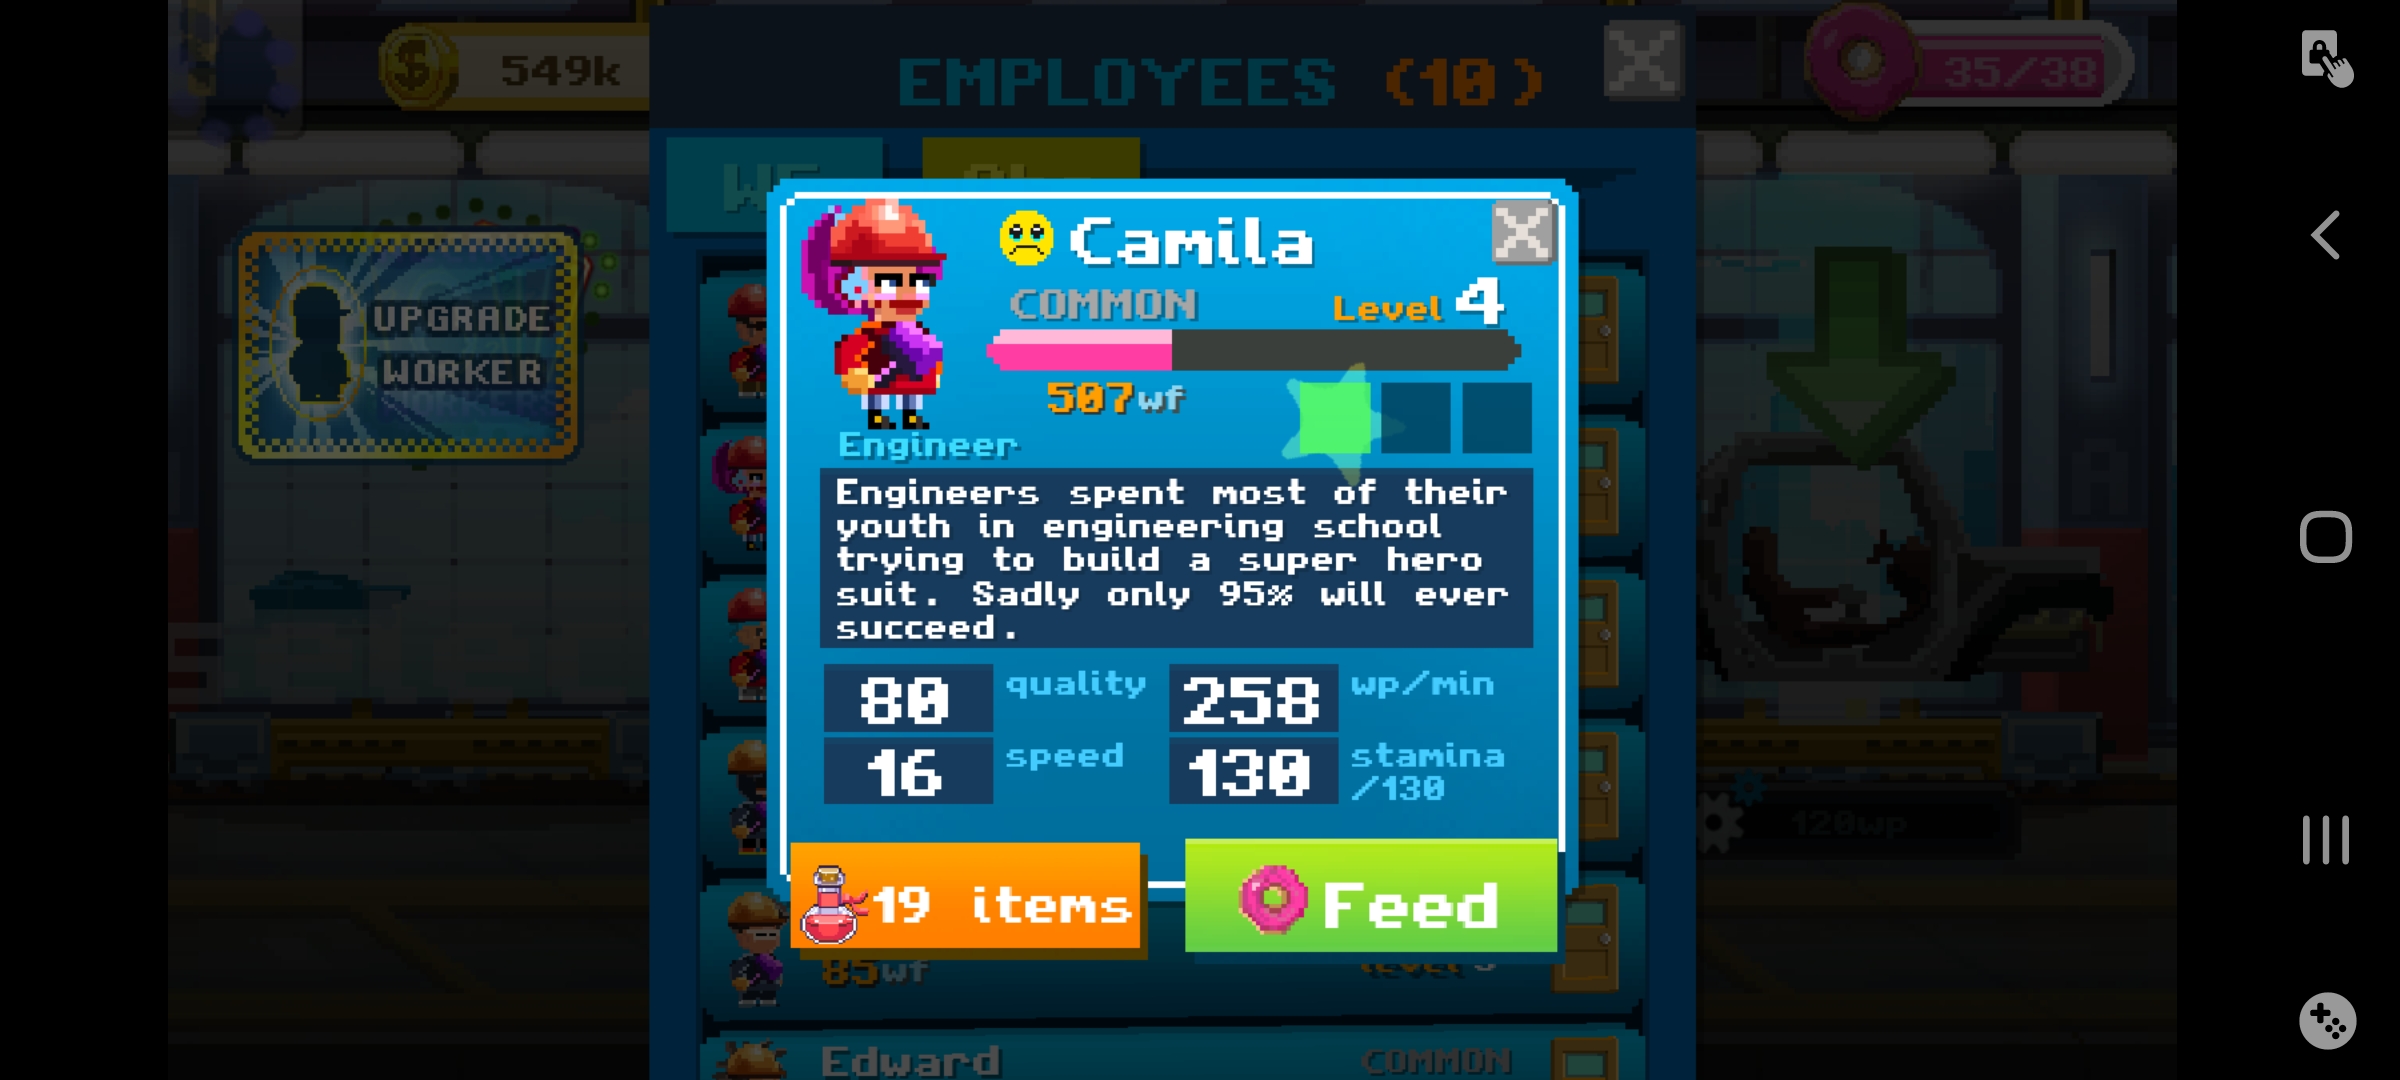 549k
EMPLOYEES (10)
35/38
UPGRADE
WORKER
Camila
COMMON
Level 4
507wf
Engineer
Engineers spent most of their
youth in engineering school
trying to build a super hero
suit. Sadly only 95% will ever
succeed.
80 quality
258 wp/min
16 speed
130 stamina
/130
120wp
19 items
Feed
85wf
level
Edward
COMMON